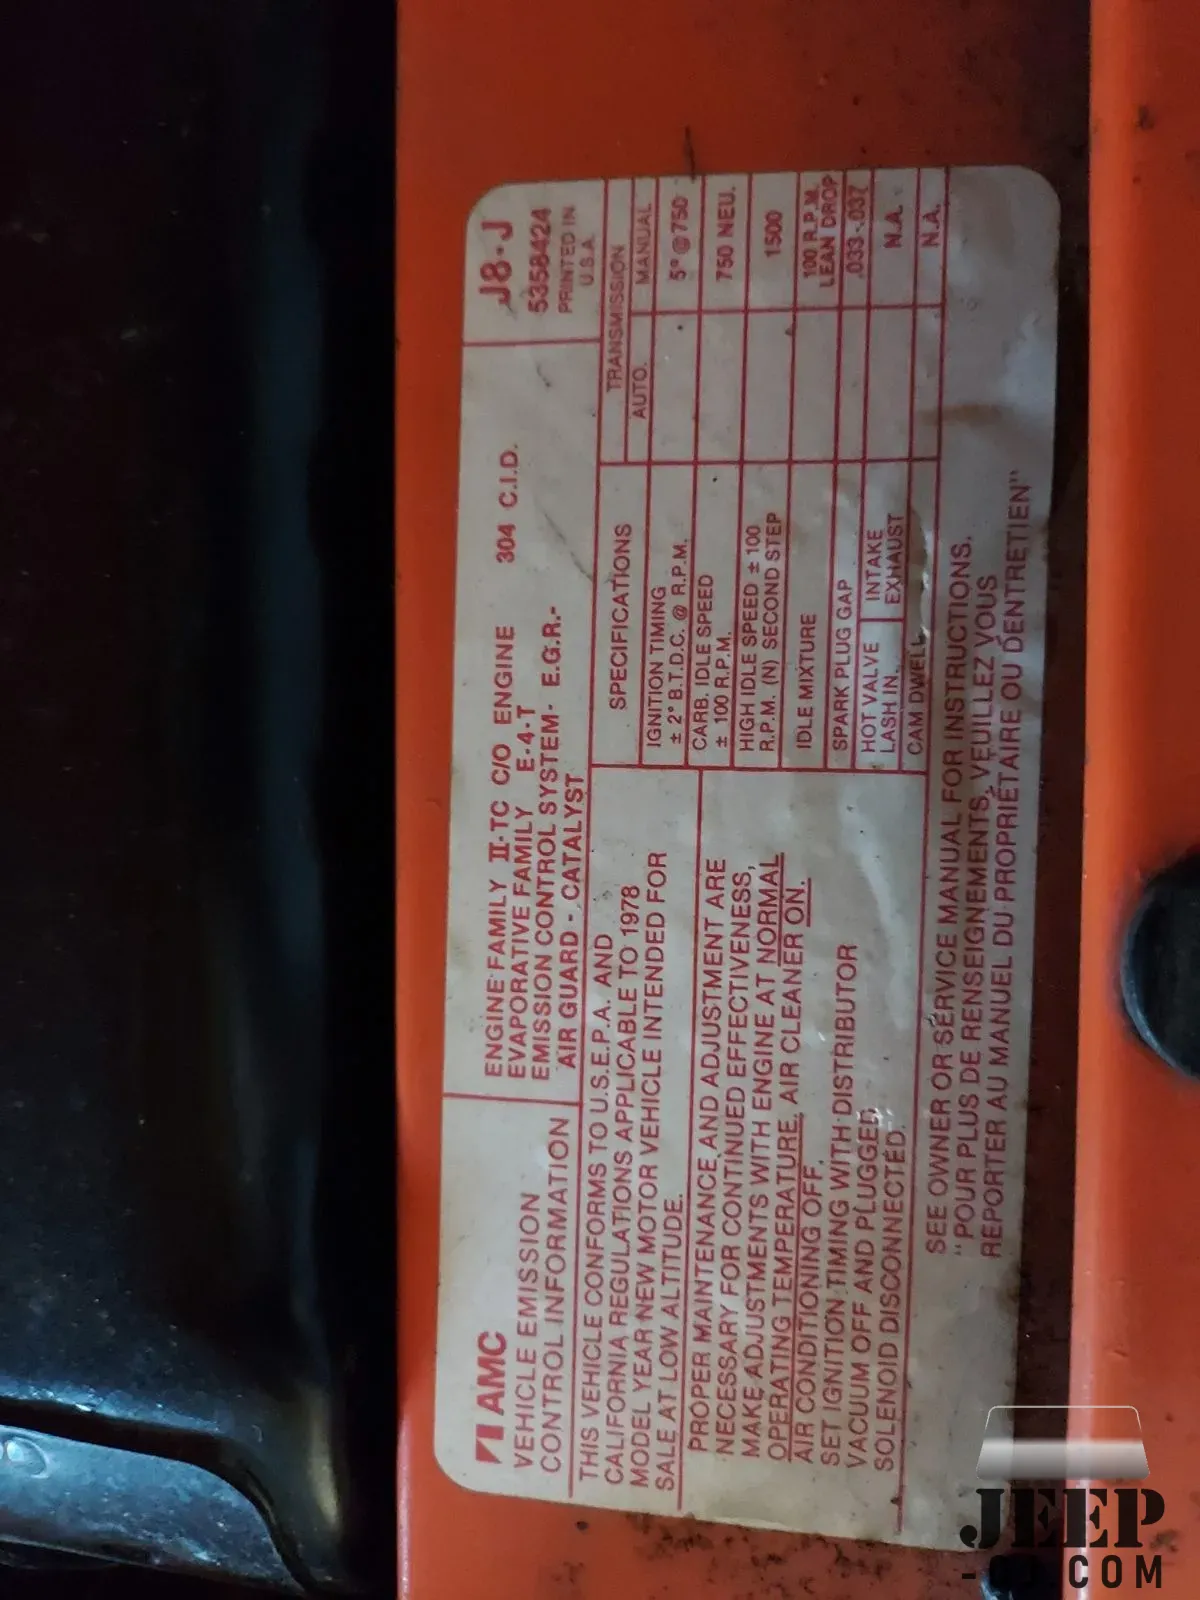 AMC
VEHICLE EMISSION
CONTROL INFORMATION
ENGINE FAMILY II-TC C/O ENGINE 304 C.I.D.
EVAPORATIVE FAMILY E-4-T
EMISSION CONTROL SYSTEM- E.G.R.-
AIR GUARD - CATALYST
J8-J
5358424
PRINTED IN
U.S.A.
THIS VEHICLE CONFORMS TO U.S.E.P.A. AND
CALIFORNIA REGULATIONS APPLICABLE TO 1978
MODEL YEAR NEW MOTOR VEHICLE INTENDED FOR
SALE AT LOW ALTITUDE.
PROPER MAINTENANCE AND ADJUSTMENT ARE
NECESSARY FOR CONTINUED EFFECTIVENESS,
MAKE ADJUSTMENTS WITH ENGINE AT NORMAL
OPERATING TEMPERATURE, AIR CLEANER ON,
AIR CONDITIONING OFF.
SET IGNITION TIMING WITH DISTRIBUTOR
VACUUM OFF AND PLUGGED,
SOLENOID DISCONNECTED.
SPECIFICATIONS
TRANSMISSION
AUTO. MANUAL
IGNITION TIMING
± 2° B.T.D.C. @ R.P.M. 5° @ 750
CARB. IDLE SPEED
± 100 R.P.M. 750 NEU.
HIGH IDLE SPEED ± 100
R.P.M. (N) SECOND STEP 1500
IDLE MIXTURE 100 R.P.M.
LEAN DROP
SPARK PLUG GAP .033-.037
HOT VALVE INTAKE N.A.
LASH IN. EXHAUST
CAM DWELL N.A.
SEE OWNER OR SERVICE MANUAL FOR INSTRUCTIONS.
"POUR PLUS DE RENSEIGNEMENTS, VEUILLEZ VOUS
REPORTER AU MANUEL DU PROPRIÉTAIRE OU DENTRETIEN"
JEEP
-CJ.COM